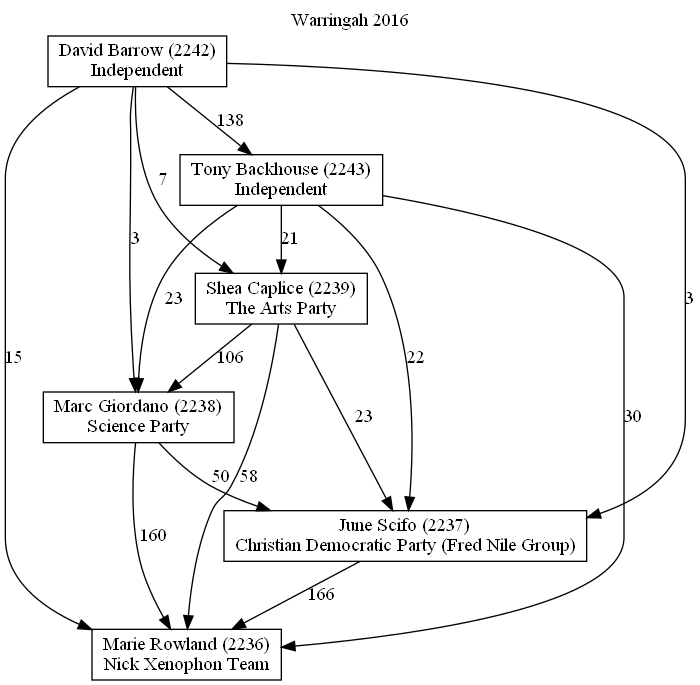 Warringah 2016
David Barrow (2242)
Independent
138
Tony Backhouse (2243)
Independent
7
3
21
Shea Caplice (2239)
The Arts Party
23
3
15
106
22
Marc Giordano (2238)
Science Party
23
30
50
58
June Scifo (2237)
Christian Democratic Party (Fred Nile Group)
160
166
Marie Rowland (2236)
Nick Xenophon Team